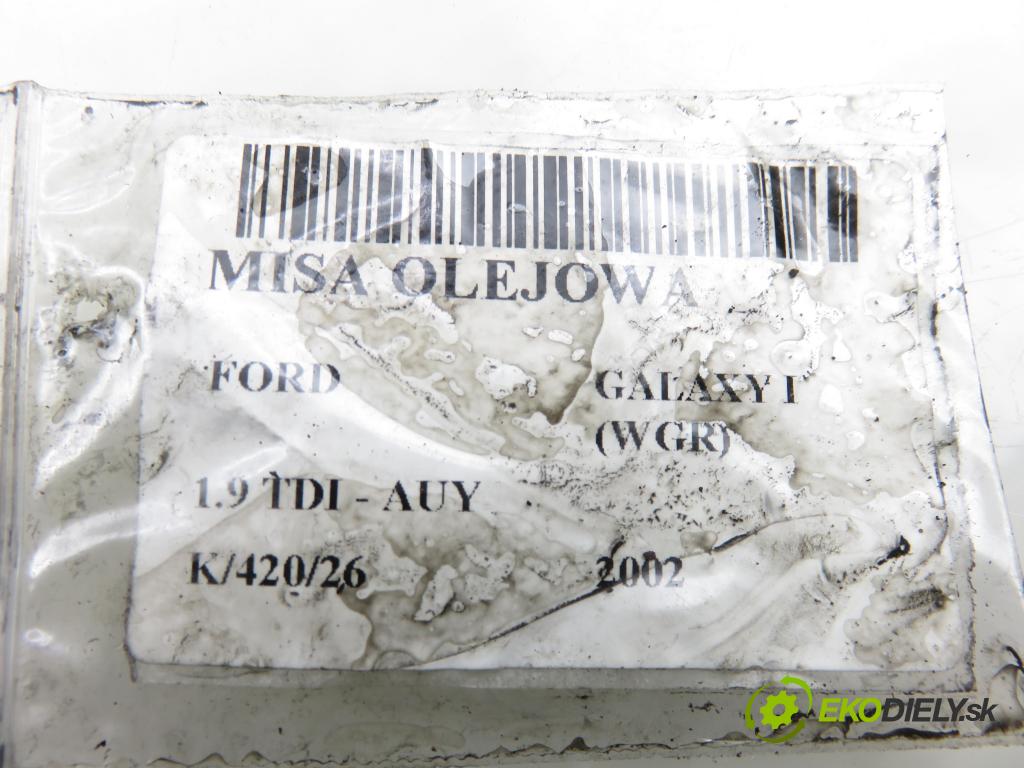 MISA OLEJOWA
FORD GALAXY I
(WGR)
1.9 TDI - AUY
K/420/26 2002
EKODIELY.sk